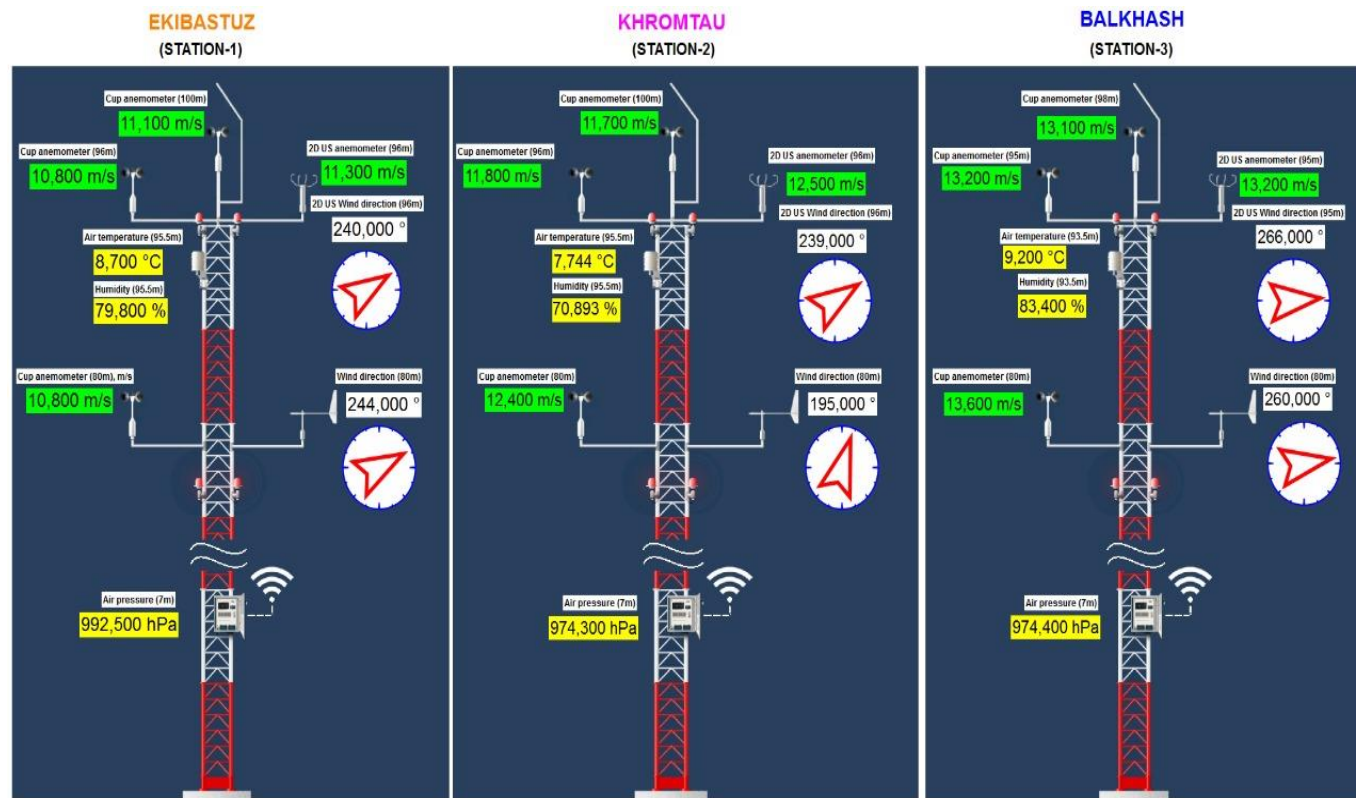 EKIBASTUZ
(STATION-1)
Cup anemometer (100m)
11,100 m/s
Cup anemometer (96m)
10,800 m/s
2D US anemometer (96m)
11,300 m/s
2D US Wind direction (96m)
240,000 °
Air temperature (95.5m)
8,700 °C
Humidity (95.5m)
79,800 %
Cup anemometer (80m), m/s
10,800 m/s
Wind direction (80m)
244,000 °
Air pressure (7m)
992,500 hPa
KHROMTAU
(STATION-2)
Cup anemometer (100m)
11,700 m/s
Cup anemometer (96m)
11,800 m/s
2D US anemometer (96m)
12,500 m/s
2D US Wind direction (96m)
239,000 °
Air temperature (95.5m)
7,744 °C
Humidity (95.5m)
70,893 %
Cup anemometer (80m)
12,400 m/s
Wind direction (80m)
195,000 °
Air pressure (7m)
974,300 hPa
BALKHASH
(STATION-3)
Cup anemometer (98m)
13,100 m/s
Cup anemometer (95m)
13,200 m/s
2D US anemometer (95m)
13,200 m/s
2D US Wind direction (95m)
266,000 °
Air temperature (93.5m)
9,200 °C
Humidity (93.5m)
83,400 %
Cup anemometer (80m)
13,600 m/s
Wind direction (80m)
260,000 °
Air pressure (7m)
974,400 hPa